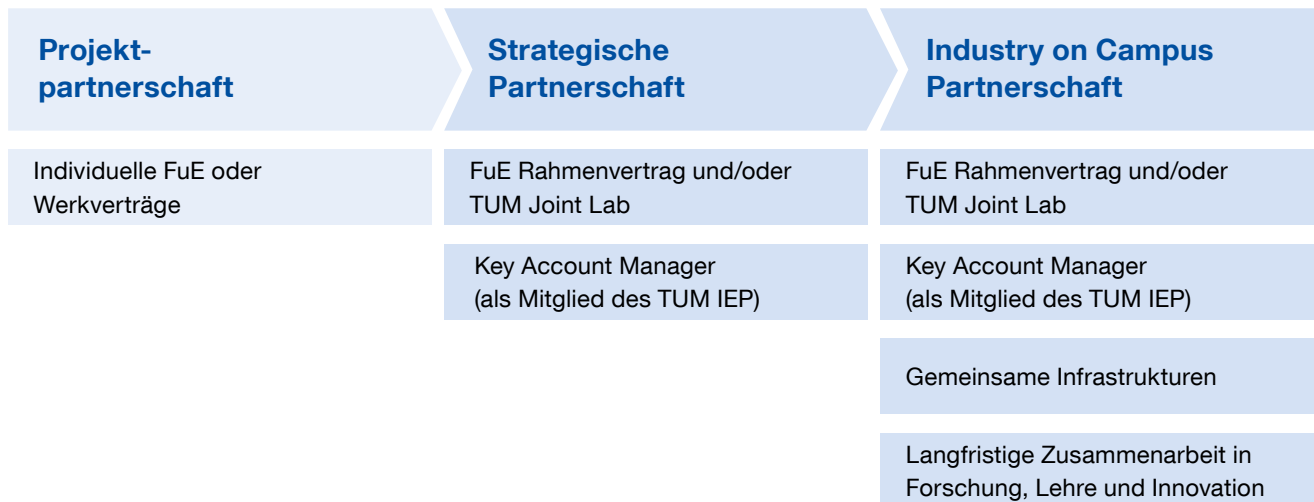 Projekt-
partnerschaft
Strategische
Partnerschaft
Industry on Campus
Partnerschaft
Individuelle FuE oder
Werkverträge
FuE Rahmenvertrag und/oder
TUM Joint Lab
FuE Rahmenvertrag und/oder
TUM Joint Lab
Key Account Manager
(als Mitglied des TUM IEP)
Key Account Manager
(als Mitglied des TUM IEP)
Gemeinsame Infrastrukturen
Langfristige Zusammenarbeit in
Forschung, Lehre und Innovation